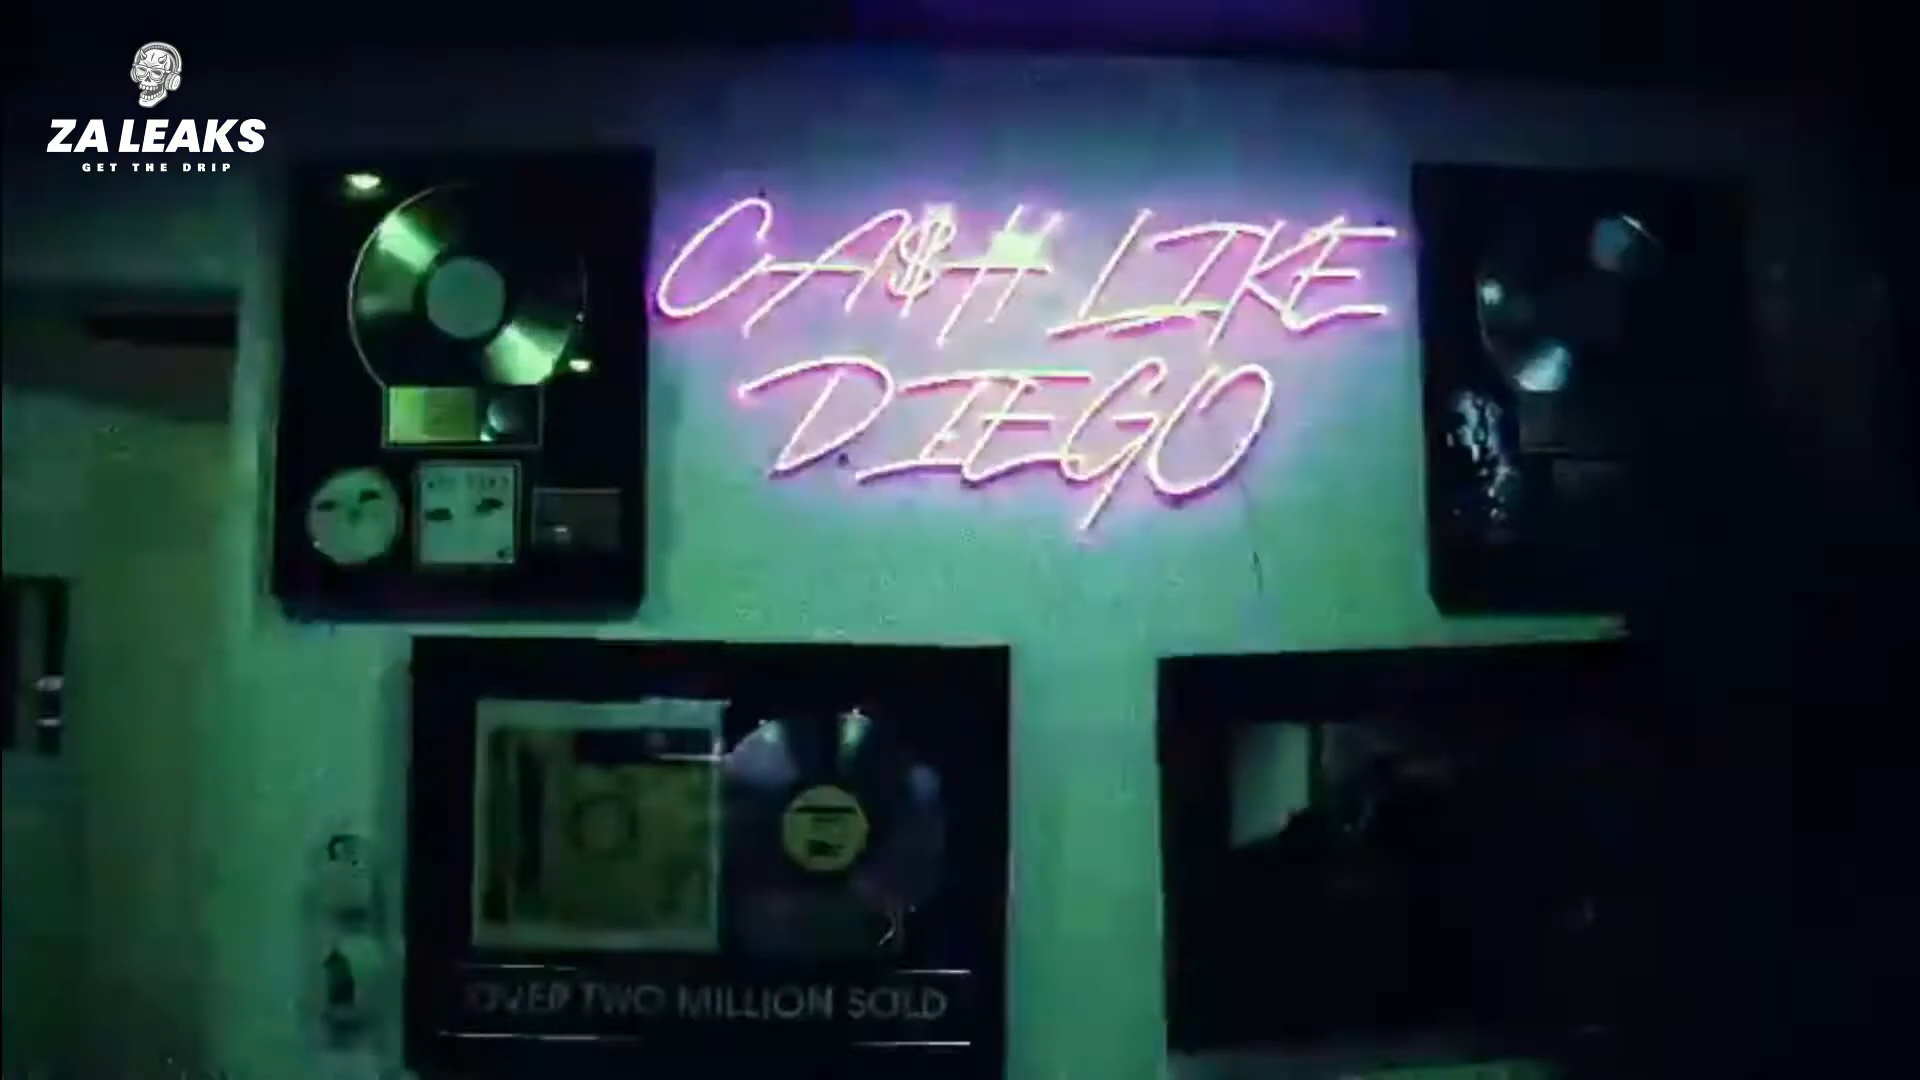 ZA LEAKS
GET THE DRIP
CA$H LIKE
DIEGO
OVER TWO MILLION SOLD